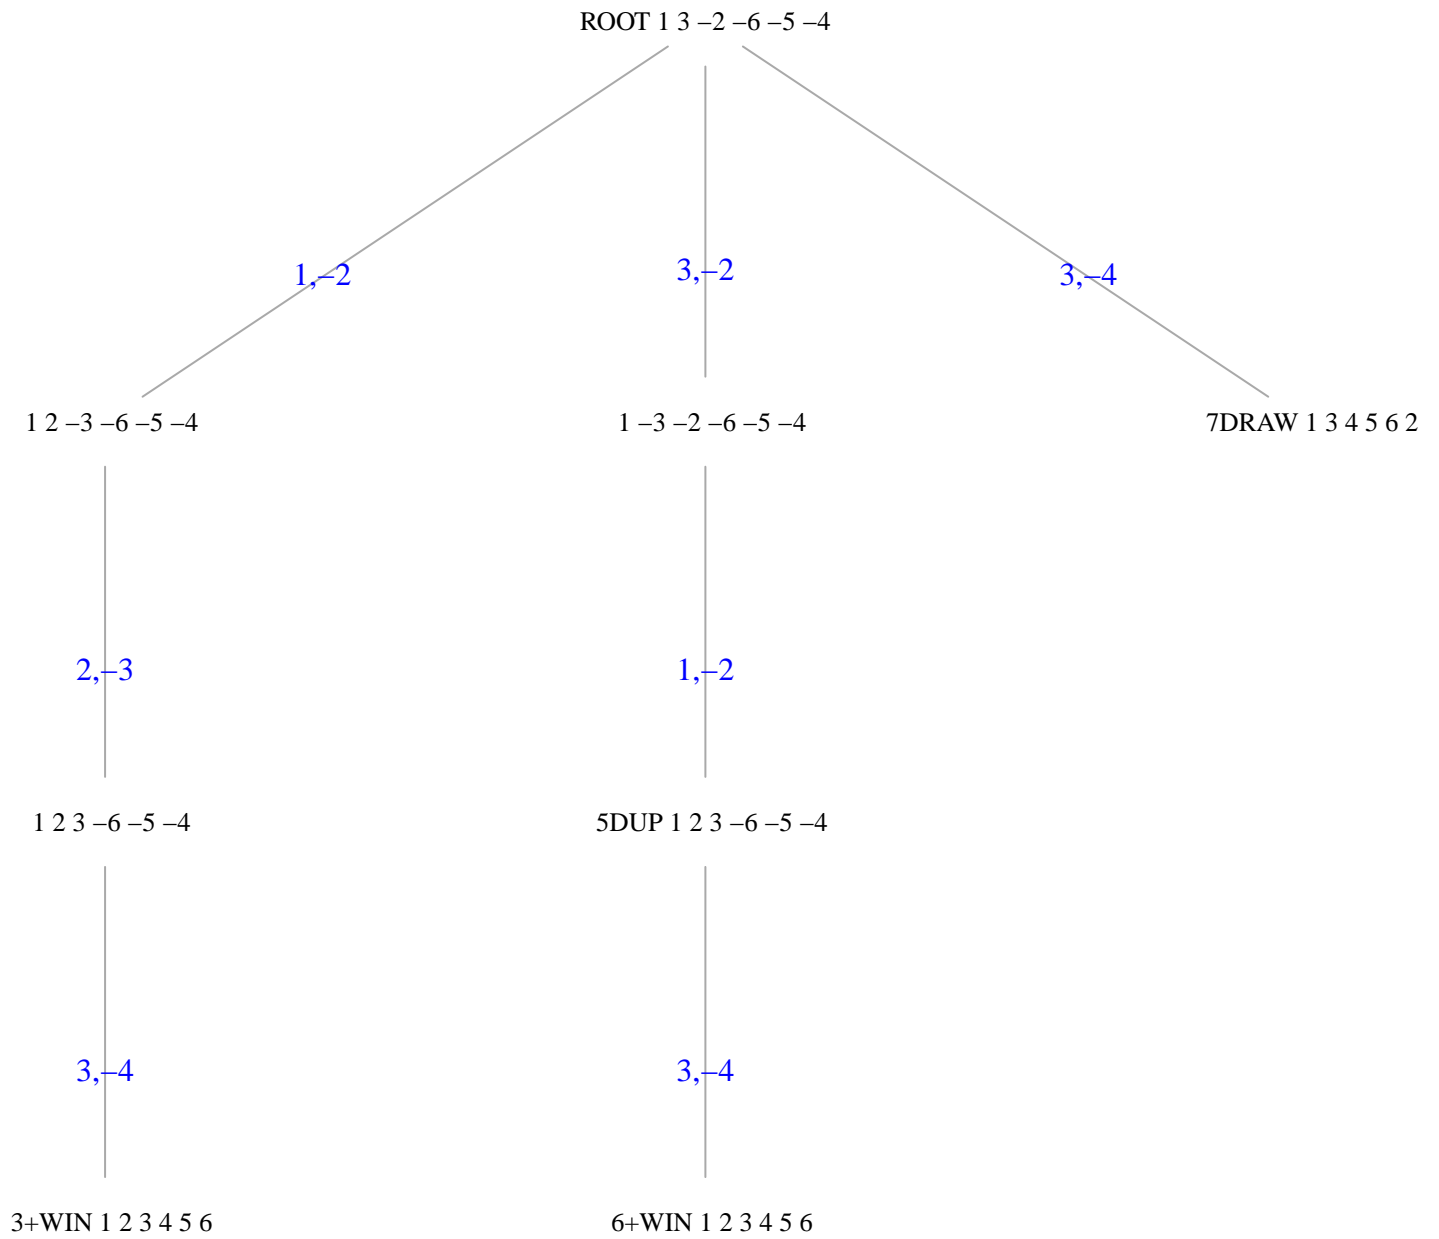 ROOT 1 3 –2 –6 –5 –4
1,–2
3,–2
3,–4
1 2 –3 –6 –5 –4
1 –3 –2 –6 –5 –4
7DRAW 1 3 4 5 6 2
2,–3
1,–2
1 2 3 –6 –5 –4
5DUP 1 2 3 –6 –5 –4
3,–4
3,–4
3+WIN 1 2 3 4 5 6
6+WIN 1 2 3 4 5 6